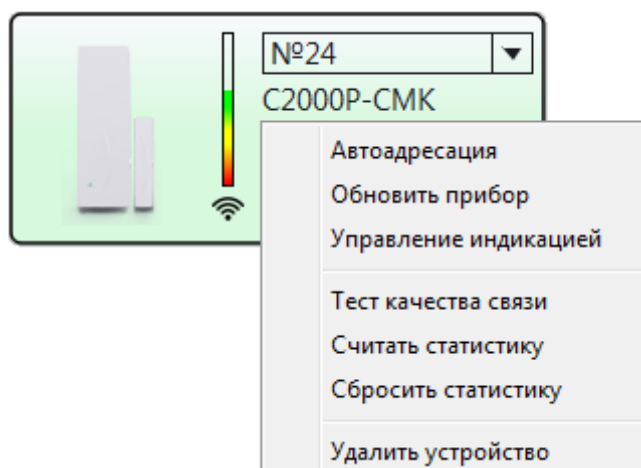 №24
С2000Р-СМК
Автоадресация
Обновить прибор
Управление индикацией
Тест качества связи
Считать статистику
Сбросить статистику
Удалить устройство